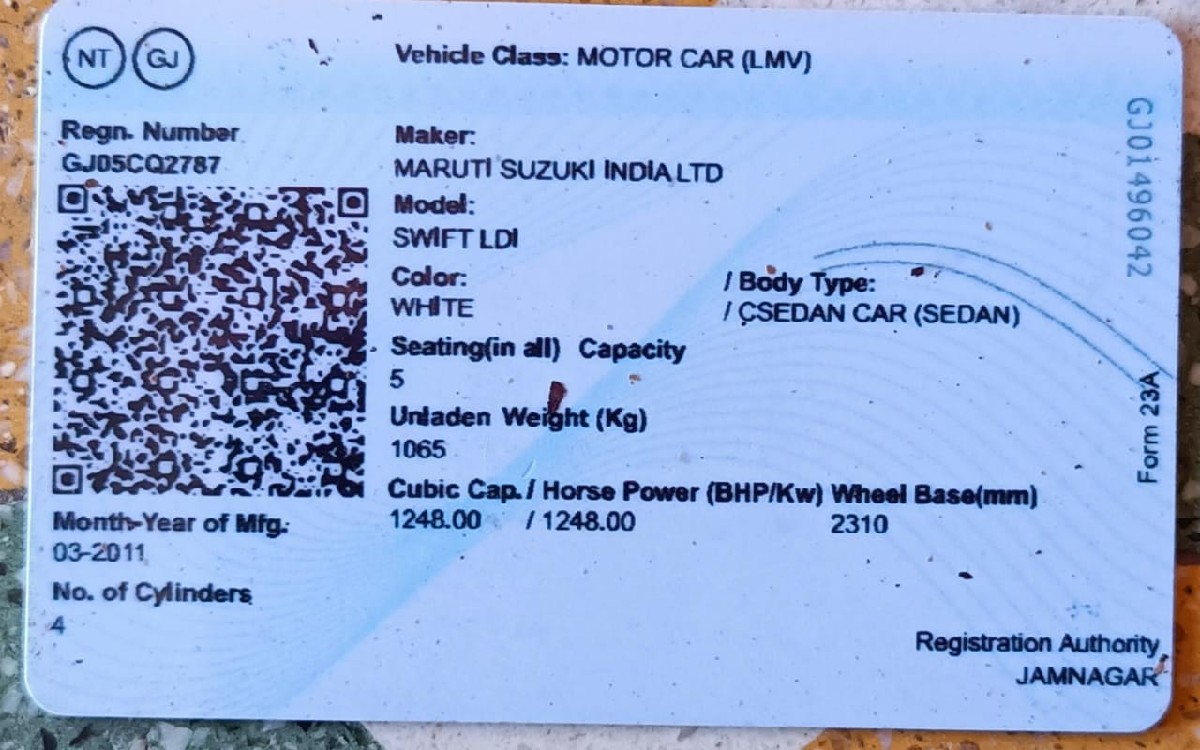 NT GJ
Vehicle Class: MOTOR CAR (LMV)
Regn. Number
GJ05CQ2787
Maker:
MARUTI SUZUKI INDIA LTD
Model:
SWIFT LDI
Color: / Body Type:
WHITE / CSEDAN CAR (SEDAN)
Seating(in all) Capacity
5
Unladen Weight (Kg)
1065
Cubic Cap. / Horse Power (BHP/Kw) Wheel Base(mm)
1248.00 / 1248.00 2310
Month-Year of Mfg.
03-2011
No. of Cylinders
4
GJ01496042
Form 23A
Registration Authority
JAMNAGAR